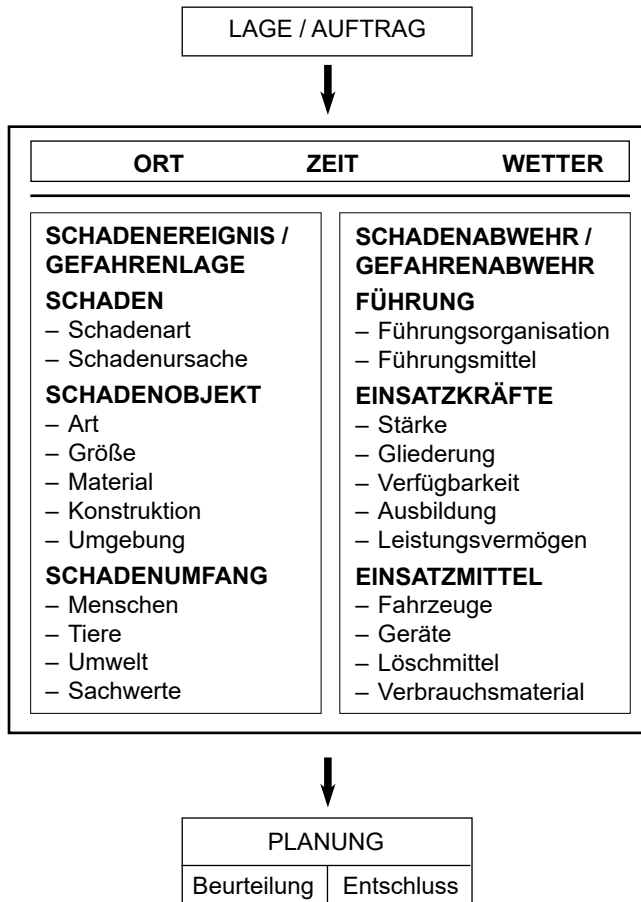 LAGE / AUFTRAG
ORT ZEIT WETTER
SCHADENEREIGNIS /
GEFAHRENLAGE
SCHADEN
– Schadenart
– Schadenursache
SCHADENOBJEKT
– Art
– Größe
– Material
– Konstruktion
– Umgebung
SCHADENUMFANG
– Menschen
– Tiere
– Umwelt
– Sachwerte
SCHADENABWEHR /
GEFAHRENABWEHR
FÜHRUNG
– Führungsorganisation
– Führungsmittel
EINSATZKRÄFTE
– Stärke
– Gliederung
– Verfügbarkeit
– Ausbildung
– Leistungsvermögen
EINSATZMITTEL
– Fahrzeuge
– Geräte
– Löschmittel
– Verbrauchsmaterial
PLANUNG
Beurteilung Entschluss